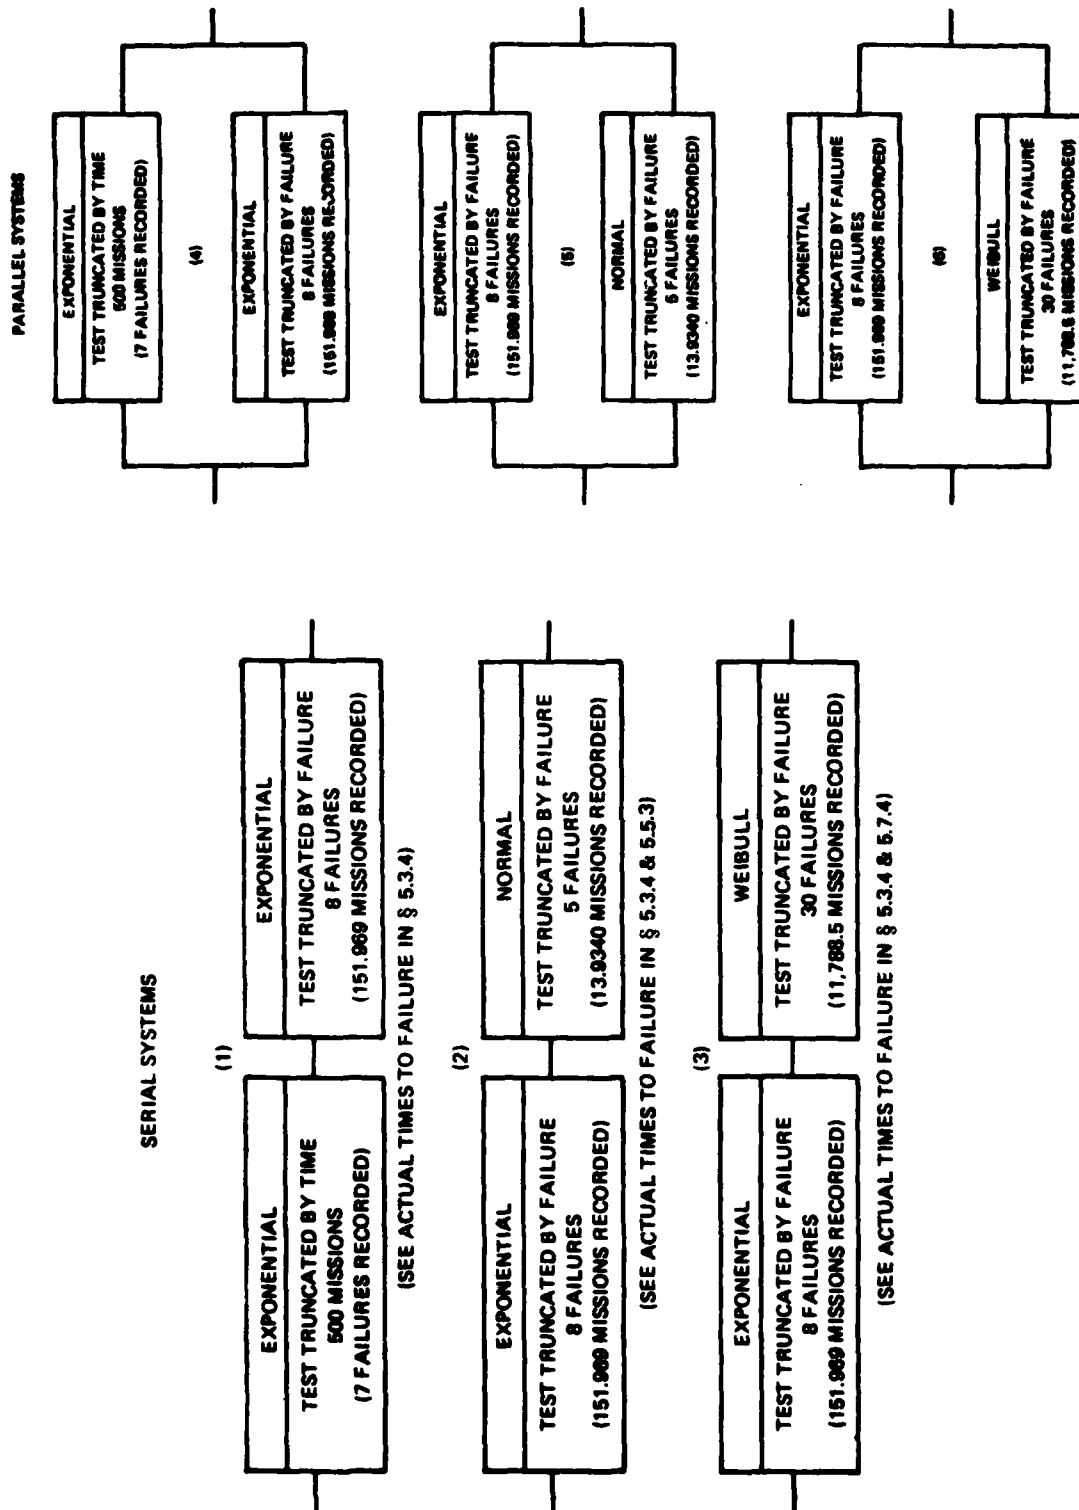 SERIAL SYSTEMS
(1)
EXPONENTIAL
TEST TRUNCATED BY TIME
500 MISSIONS
(7 FAILURES RECORDED)
EXPONENTIAL
TEST TRUNCATED BY FAILURE
8 FAILURES
(151.969 MISSIONS RECORDED)
(SEE ACTUAL TIMES TO FAILURE IN § 5.3.4)
(2)
EXPONENTIAL
TEST TRUNCATED BY FAILURE
8 FAILURES
(151.969 MISSIONS RECORDED)
NORMAL
TEST TRUNCATED BY FAILURE
5 FAILURES
(13.9340 MISSIONS RECORDED)
(SEE ACTUAL TIMES TO FAILURE IN § 5.3.4 & 5.5.3)
(3)
EXPONENTIAL
TEST TRUNCATED BY FAILURE
8 FAILURES
(151.969 MISSIONS RECORDED)
WEIBULL
TEST TRUNCATED BY FAILURE
30 FAILURES
(11,788.5 MISSIONS RECORDED)
(SEE ACTUAL TIMES TO FAILURE IN § 5.3.4 & 5.7.4)
PARALLEL SYSTEMS
EXPONENTIAL
TEST TRUNCATED BY TIME
500 MISSIONS
(7 FAILURES RECORDED)
(4)
EXPONENTIAL
TEST TRUNCATED BY FAILURE
8 FAILURES
(151.969 MISSIONS RECORDED)
EXPONENTIAL
TEST TRUNCATED BY FAILURE
8 FAILURES
(151.969 MISSIONS RECORDED)
(5)
NORMAL
TEST TRUNCATED BY FAILURE
5 FAILURES
(13.9340 MISSIONS RECORDED)
EXPONENTIAL
TEST TRUNCATED BY FAILURE
8 FAILURES
(151.969 MISSIONS RECORDED)
(6)
WEIBULL
TEST TRUNCATED BY FAILURE
30 FAILURES
(11,788.5 MISSIONS RECORDED)